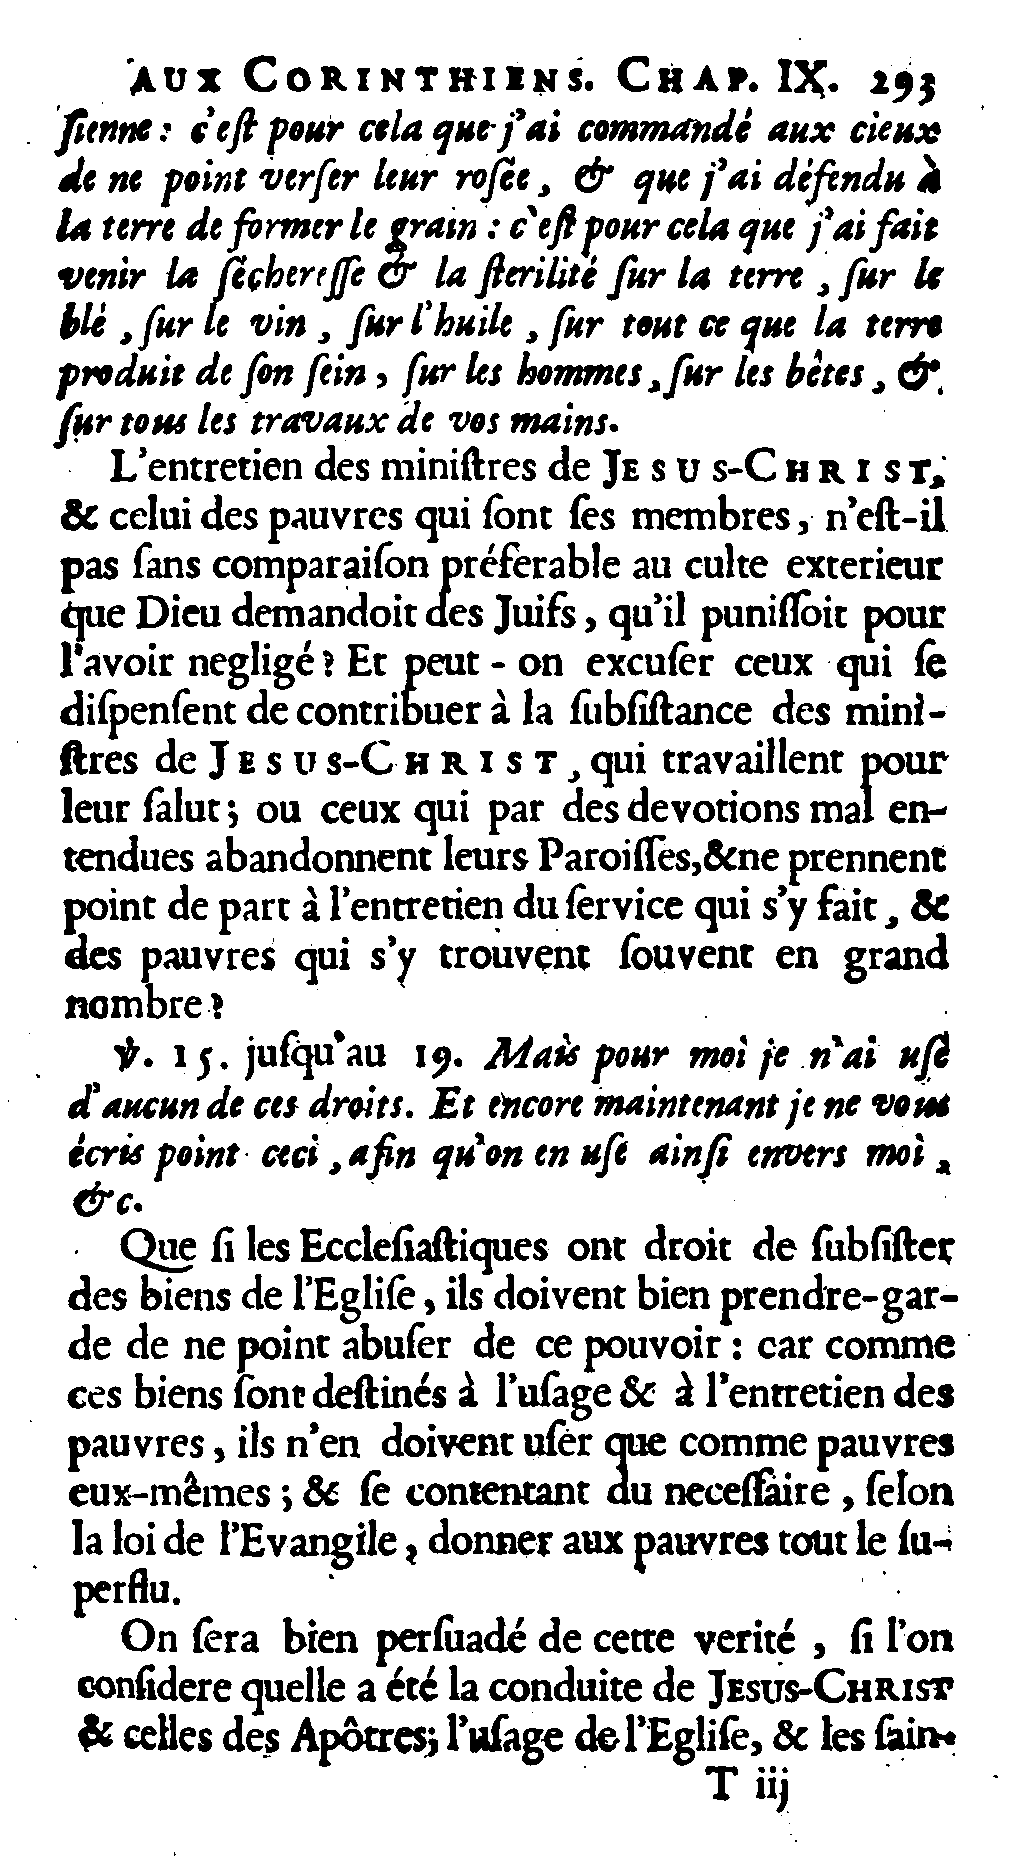 AUX CORINTHIENS. CHAP. IX. 293
ſienne : c'eſt pour cela que j'ai commandé aux cieux
de ne point verſer leur roſée, & que j'ai défendu à
la terre de former le grain : c'eſt pour cela que j'ai fait
venir la ſéchereſſe & la ſterilité ſur la terre, ſur le
blé, ſur le vin, ſur l'huile, ſur tout ce que la terre
produit de ſon ſein, ſur les hommes, ſur les bêtes, &
ſur tous les travaux de vos mains.
L'entretien des miniſtres de JESUS-CHRIST,
& celui des pauvres qui ſont ſes membres, n'eſt-il
pas ſans comparaiſon préferable au culte exterieur
que Dieu demandoit des Juifs, qu'il puniſſoit pour
l'avoir negligé ? Et peut-on excuſer ceux qui ſe
diſpenſent de contribuer à la ſubſiſtance des mini-
ſtres de JESUS-CHRIST, qui travaillent pour
leur ſalut; ou ceux qui par des devotions mal en-
tendues abandonnent leurs Paroiſſes,&ne prennent
point de part à l'entretien du ſervice qui s'y fait, &
des pauvres qui s'y trouvent ſouvent en grand
nombre ?
℣. 15. juſqu'au 19. Mais pour moi je n'ai uſé
d'aucun de ces droits. Et encore maintenant je ne vous
écris point ceci, afin qu'on en uſe ainſi envers moi,
&c.
Que ſi les Eccleſiaſtiques ont droit de ſubſiſter
des biens de l'Egliſe, ils doivent bien prendre-gar-
de de ne point abuſer de ce pouvoir : car comme
ces biens ſont deſtinés à l'uſage & à l'entretien des
pauvres, ils n'en doivent uſer que comme pauvres
eux-mêmes ; & ſe contentant du neceſſaire, ſelon
la loi de l'Evangile, donner aux pauvres tout le ſu-
perflu.
On ſera bien perſuadé de cette verité, ſi l'on
conſidere quelle a été la conduite de JESUS-CHRIST
& celles des Apôtres; l'uſage de l'Egliſe, & les ſain-
T iij